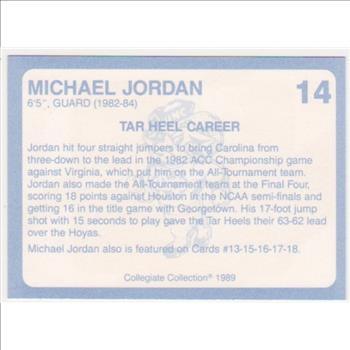 MICHAEL JORDAN 14
6'5", GUARD (1982-84)
TAR HEEL CAREER
Jordan hit four straight jumpers to bring Carolina from
three-down to the lead in the 1982 ACC Championship game
against Virginia, which put him on the All-Tournament team.
Jordan also made the All-Tournament team at the Final Four,
scoring 18 points against Houston in the NCAA semi-finals and
getting 16 in the title game with Georgetown. His 17-foot jump
shot with 15 seconds to play gave the Tar Heels their 63-62 lead
over the Hoyas.
Michael Jordan also is featured on Cards #13-15-16-17-18.
Collegiate Collection® 1989